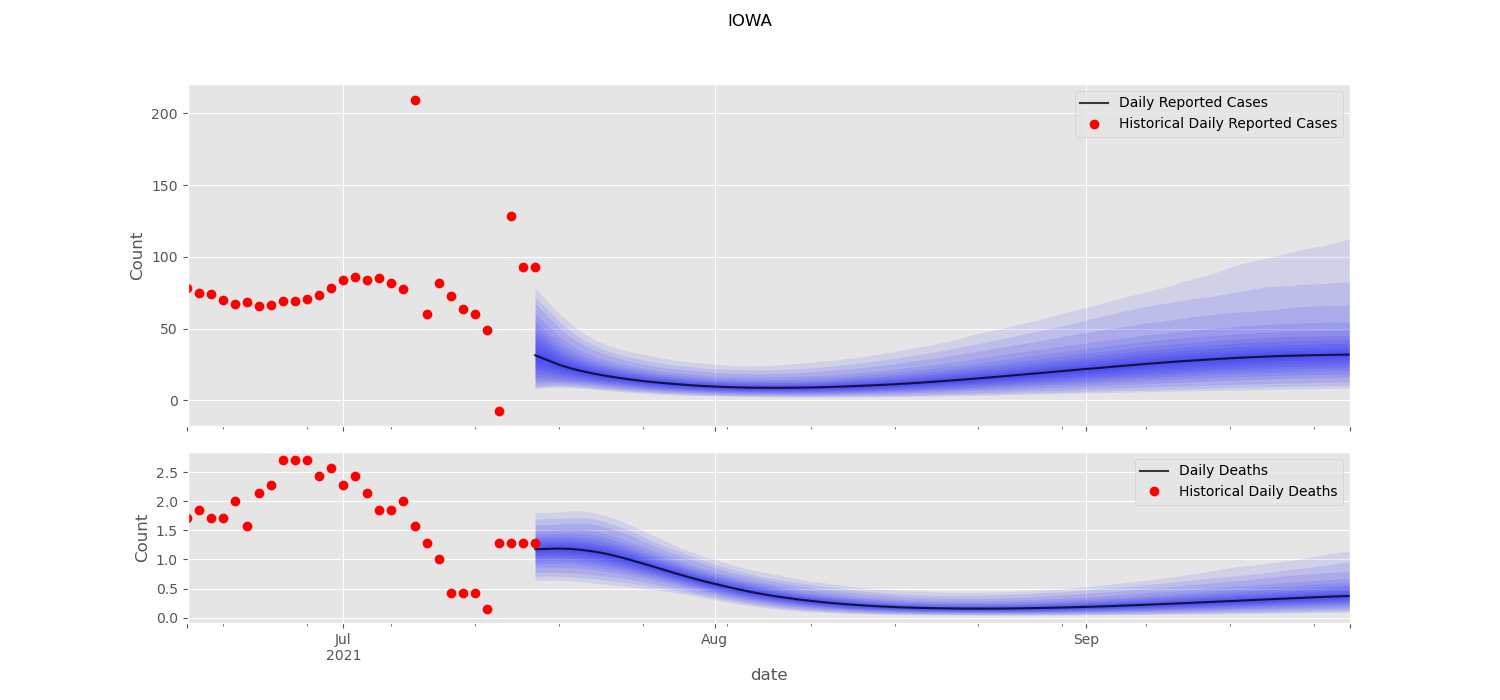 IOWA
200
150
100
50
0
Count
Daily Reported Cases
Historical Daily Reported Cases
2.5
2.0
1.5
1.0
0.5
0.0
Count
Daily Deaths
Historical Daily Deaths
Jul
2021
Aug
Sep
date